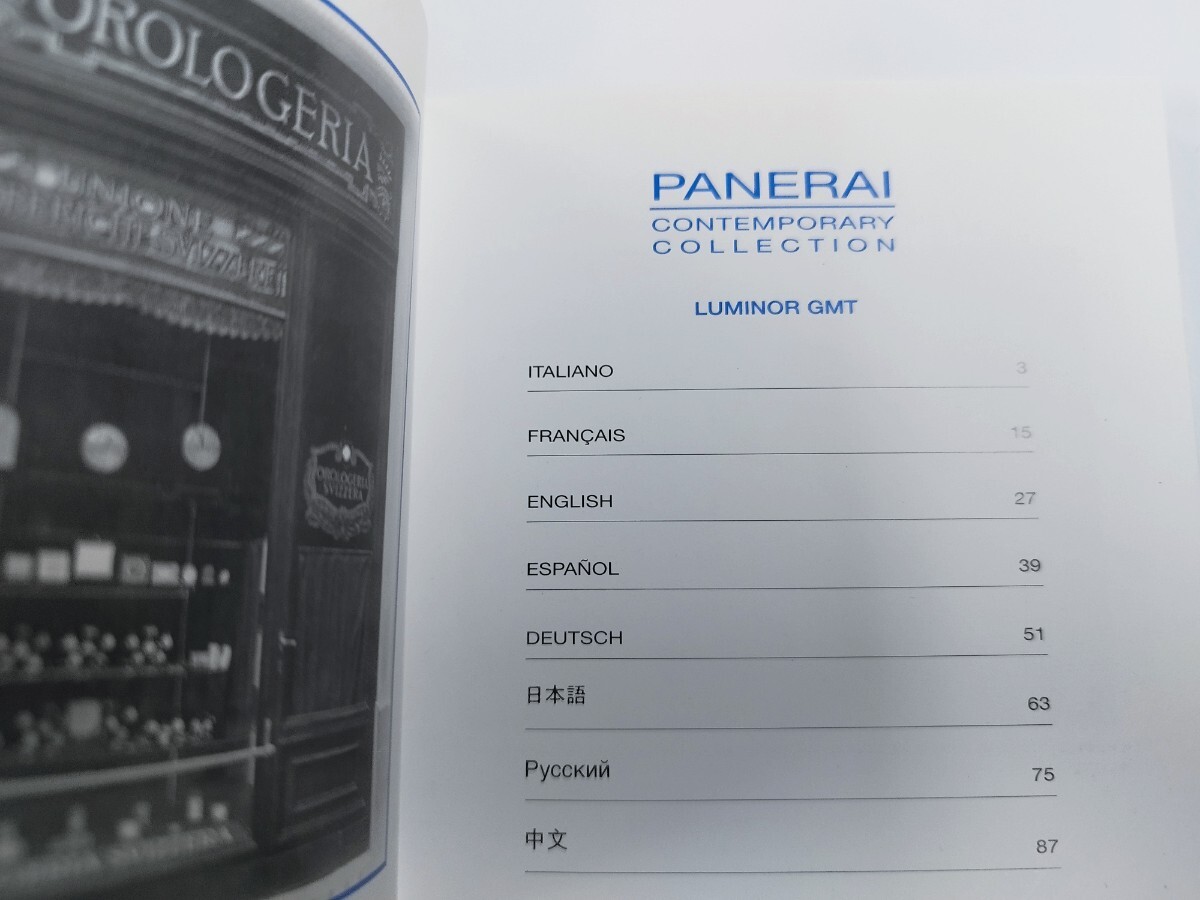 OROLOGERIA
UNIONE
OROLOGERIA
SVIZZERA
PANERAI
CONTEMPORARY
COLLECTION
LUMINOR GMT
ITALIANO 3
FRANÇAIS 15
ENGLISH 27
ESPAÑOL 39
DEUTSCH 51
日本語 63
Русский 75
中文 87